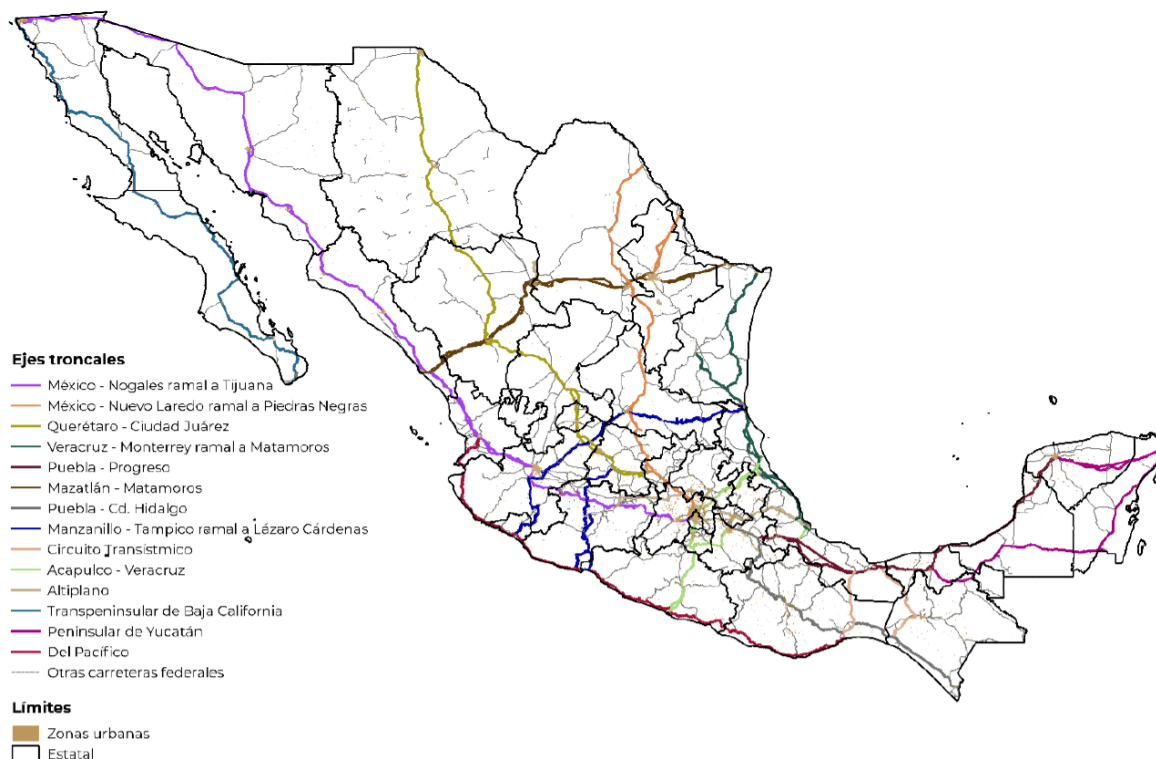 Ejes troncales
México - Nogales ramal a Tijuana
México - Nuevo Laredo ramal a Piedras Negras
Querétaro - Ciudad Juárez
Veracruz - Monterrey ramal a Matamoros
Puebla - Progreso
Mazatlán - Matamoros
Puebla - Cd. Hidalgo
Manzanillo - Tampico ramal a Lázaro Cárdenas
Circuito Transístmico
Acapulco - Veracruz
Altiplano
Transpeninsular de Baja California
Peninsular de Yucatán
Del Pacífico
Otras carreteras federales
Límites
Zonas urbanas
Estatal